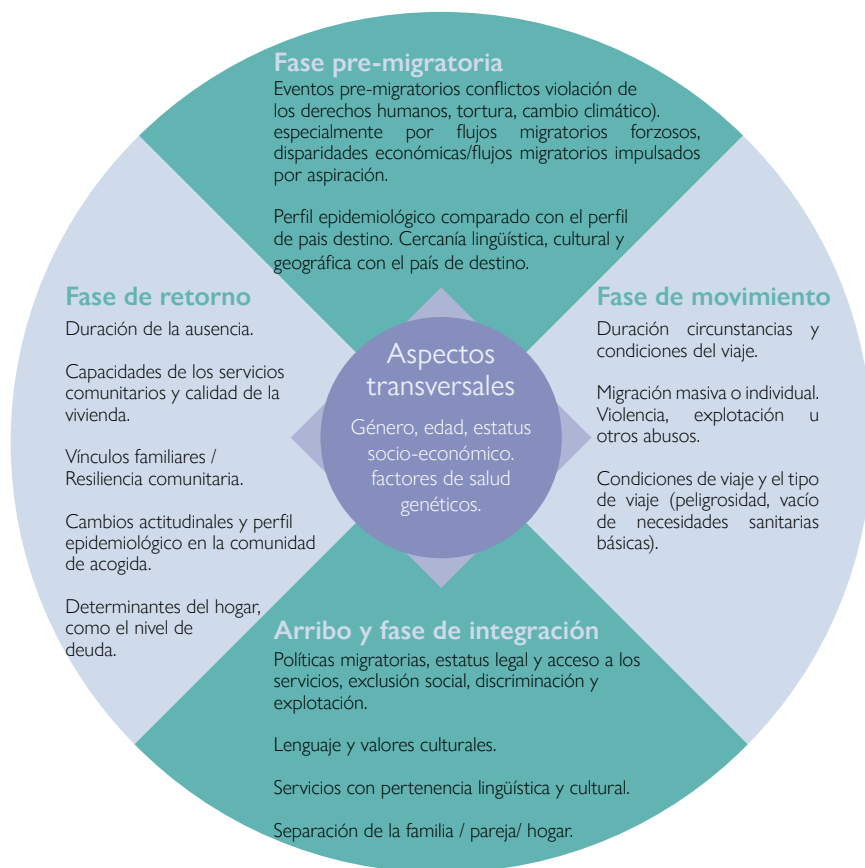 Fase pre-migratoria
Eventos pre-migratorios conflictos violación de
los derechos humanos, tortura, cambio climático).
especialmente por flujos migratorios forzosos,
disparidades económicas/flujos migratorios impulsados
por aspiración.
Perfil epidemiológico comparado con el perfil
de pais destino. Cercanía lingüística, cultural y
geográfica con el país de destino.
Fase de retorno
Duración de la ausencia.
Capacidades de los servicios
comunitarios y calidad de la
vivienda.
Vínculos familiares /
Resiliencia comunitaria.
Cambios actitudinales y perfil
epidemiológico en la comunidad
de acogida.
Determinantes del hogar,
como el nivel de
deuda.
Aspectos
transversales
Género, edad, estatus
socio-económico.
factores de salud
genéticos.
Fase de movimiento
Duración circunstancias y
condiciones del viaje.
Migración masiva o individual.
Violencia, explotación u
otros abusos.
Condiciones de viaje y el tipo
de viaje (peligrosidad, vacío
de necesidades sanitarias
básicas).
Arribo y fase de integración
Políticas migratorias, estatus legal y acceso a los
servicios, exclusión social, discriminación y
explotación.
Lenguaje y valores culturales.
Servicios con pertenencia lingüística y cultural.
Separación de la familia / pareja/ hogar.